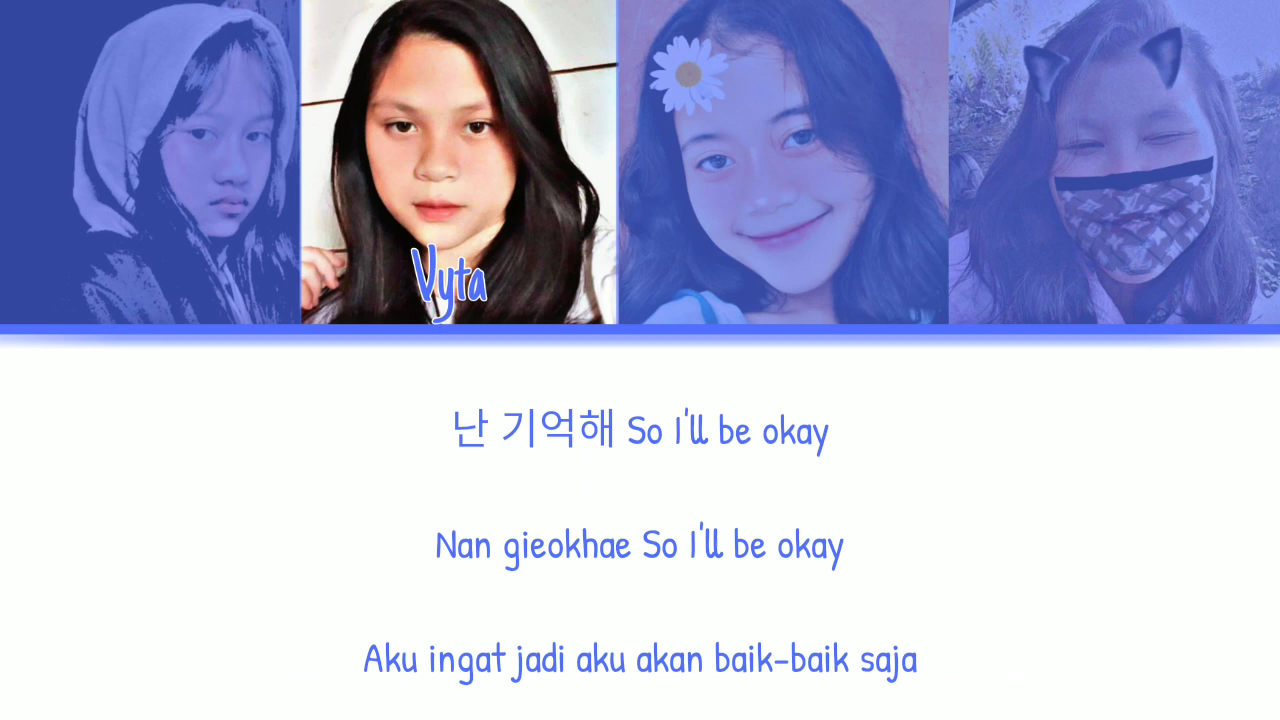 Vyta
난 기억해 So I'll be okay
Nan gieokhae So I'll be okay
Aku ingat jadi aku akan baik-baik saja